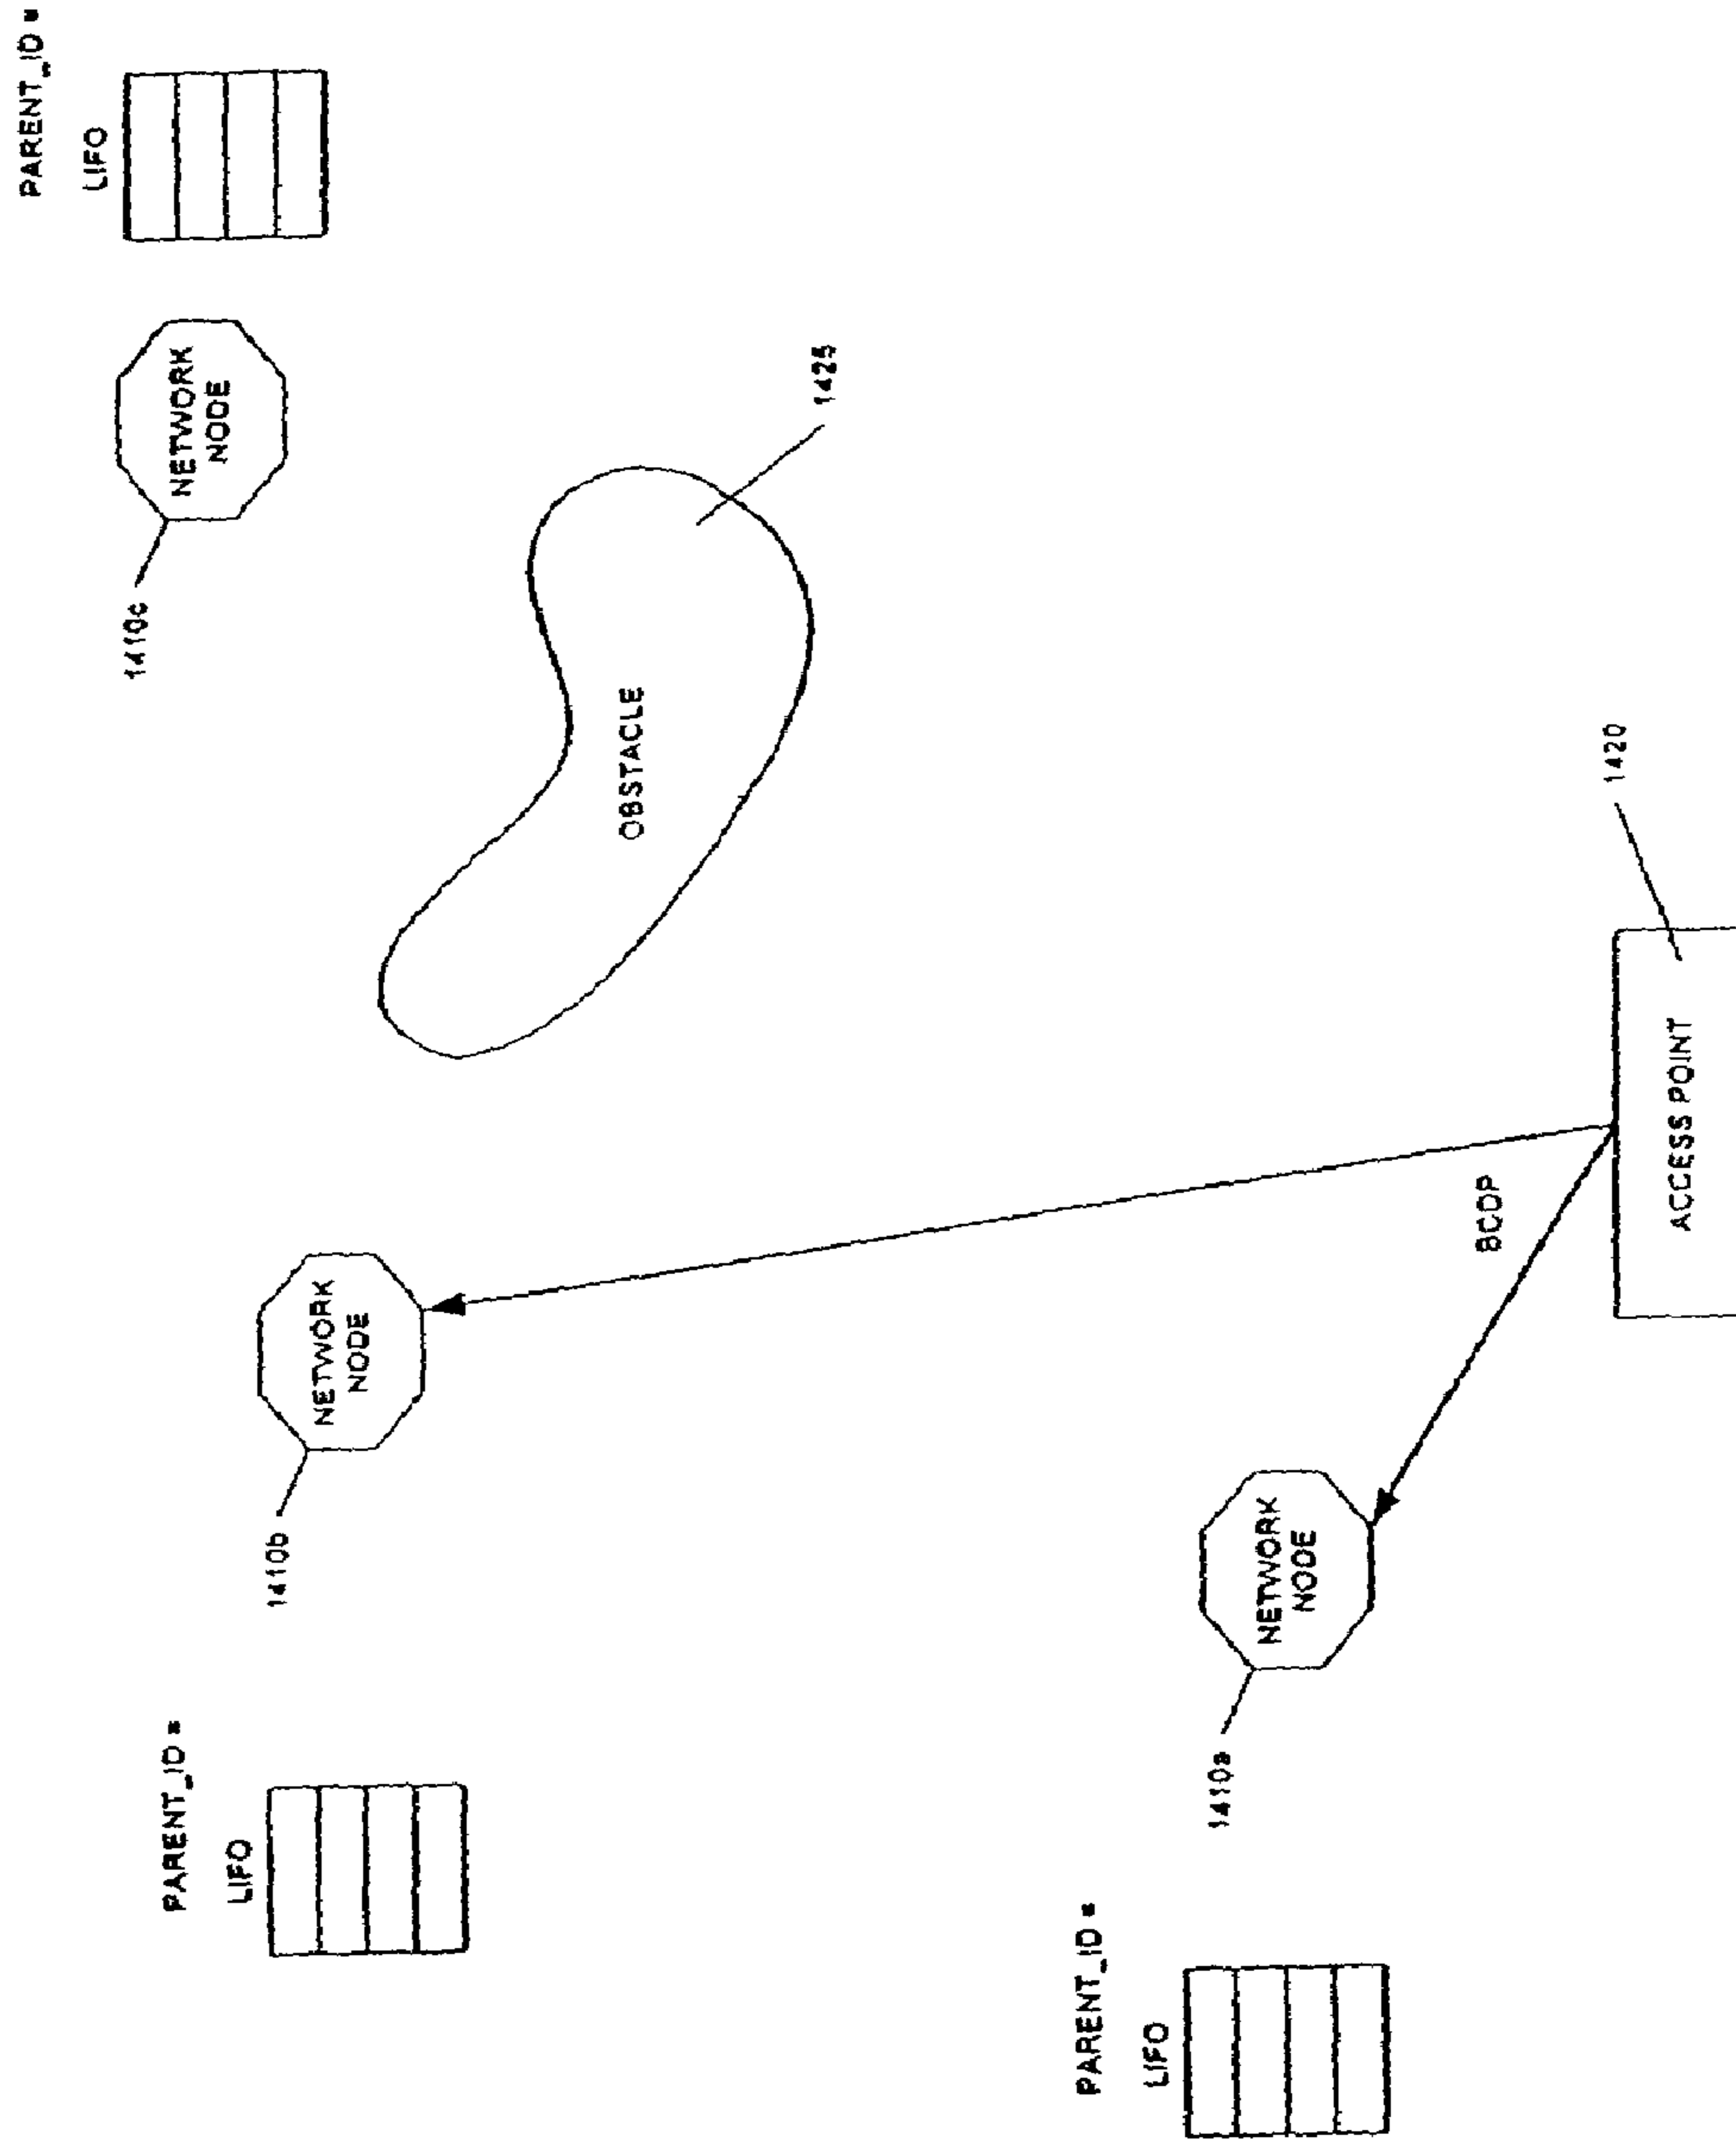 PARENT_ID =
LIFO
NETWORK
NODE
1410c
PARENT_ID =
LIFO
1410b
NETWORK
NODE
OBSTACLE
1425
PARENT_ID =
LIFO
1410a
NETWORK
NODE
BCDP
ACCESS POINT
1420